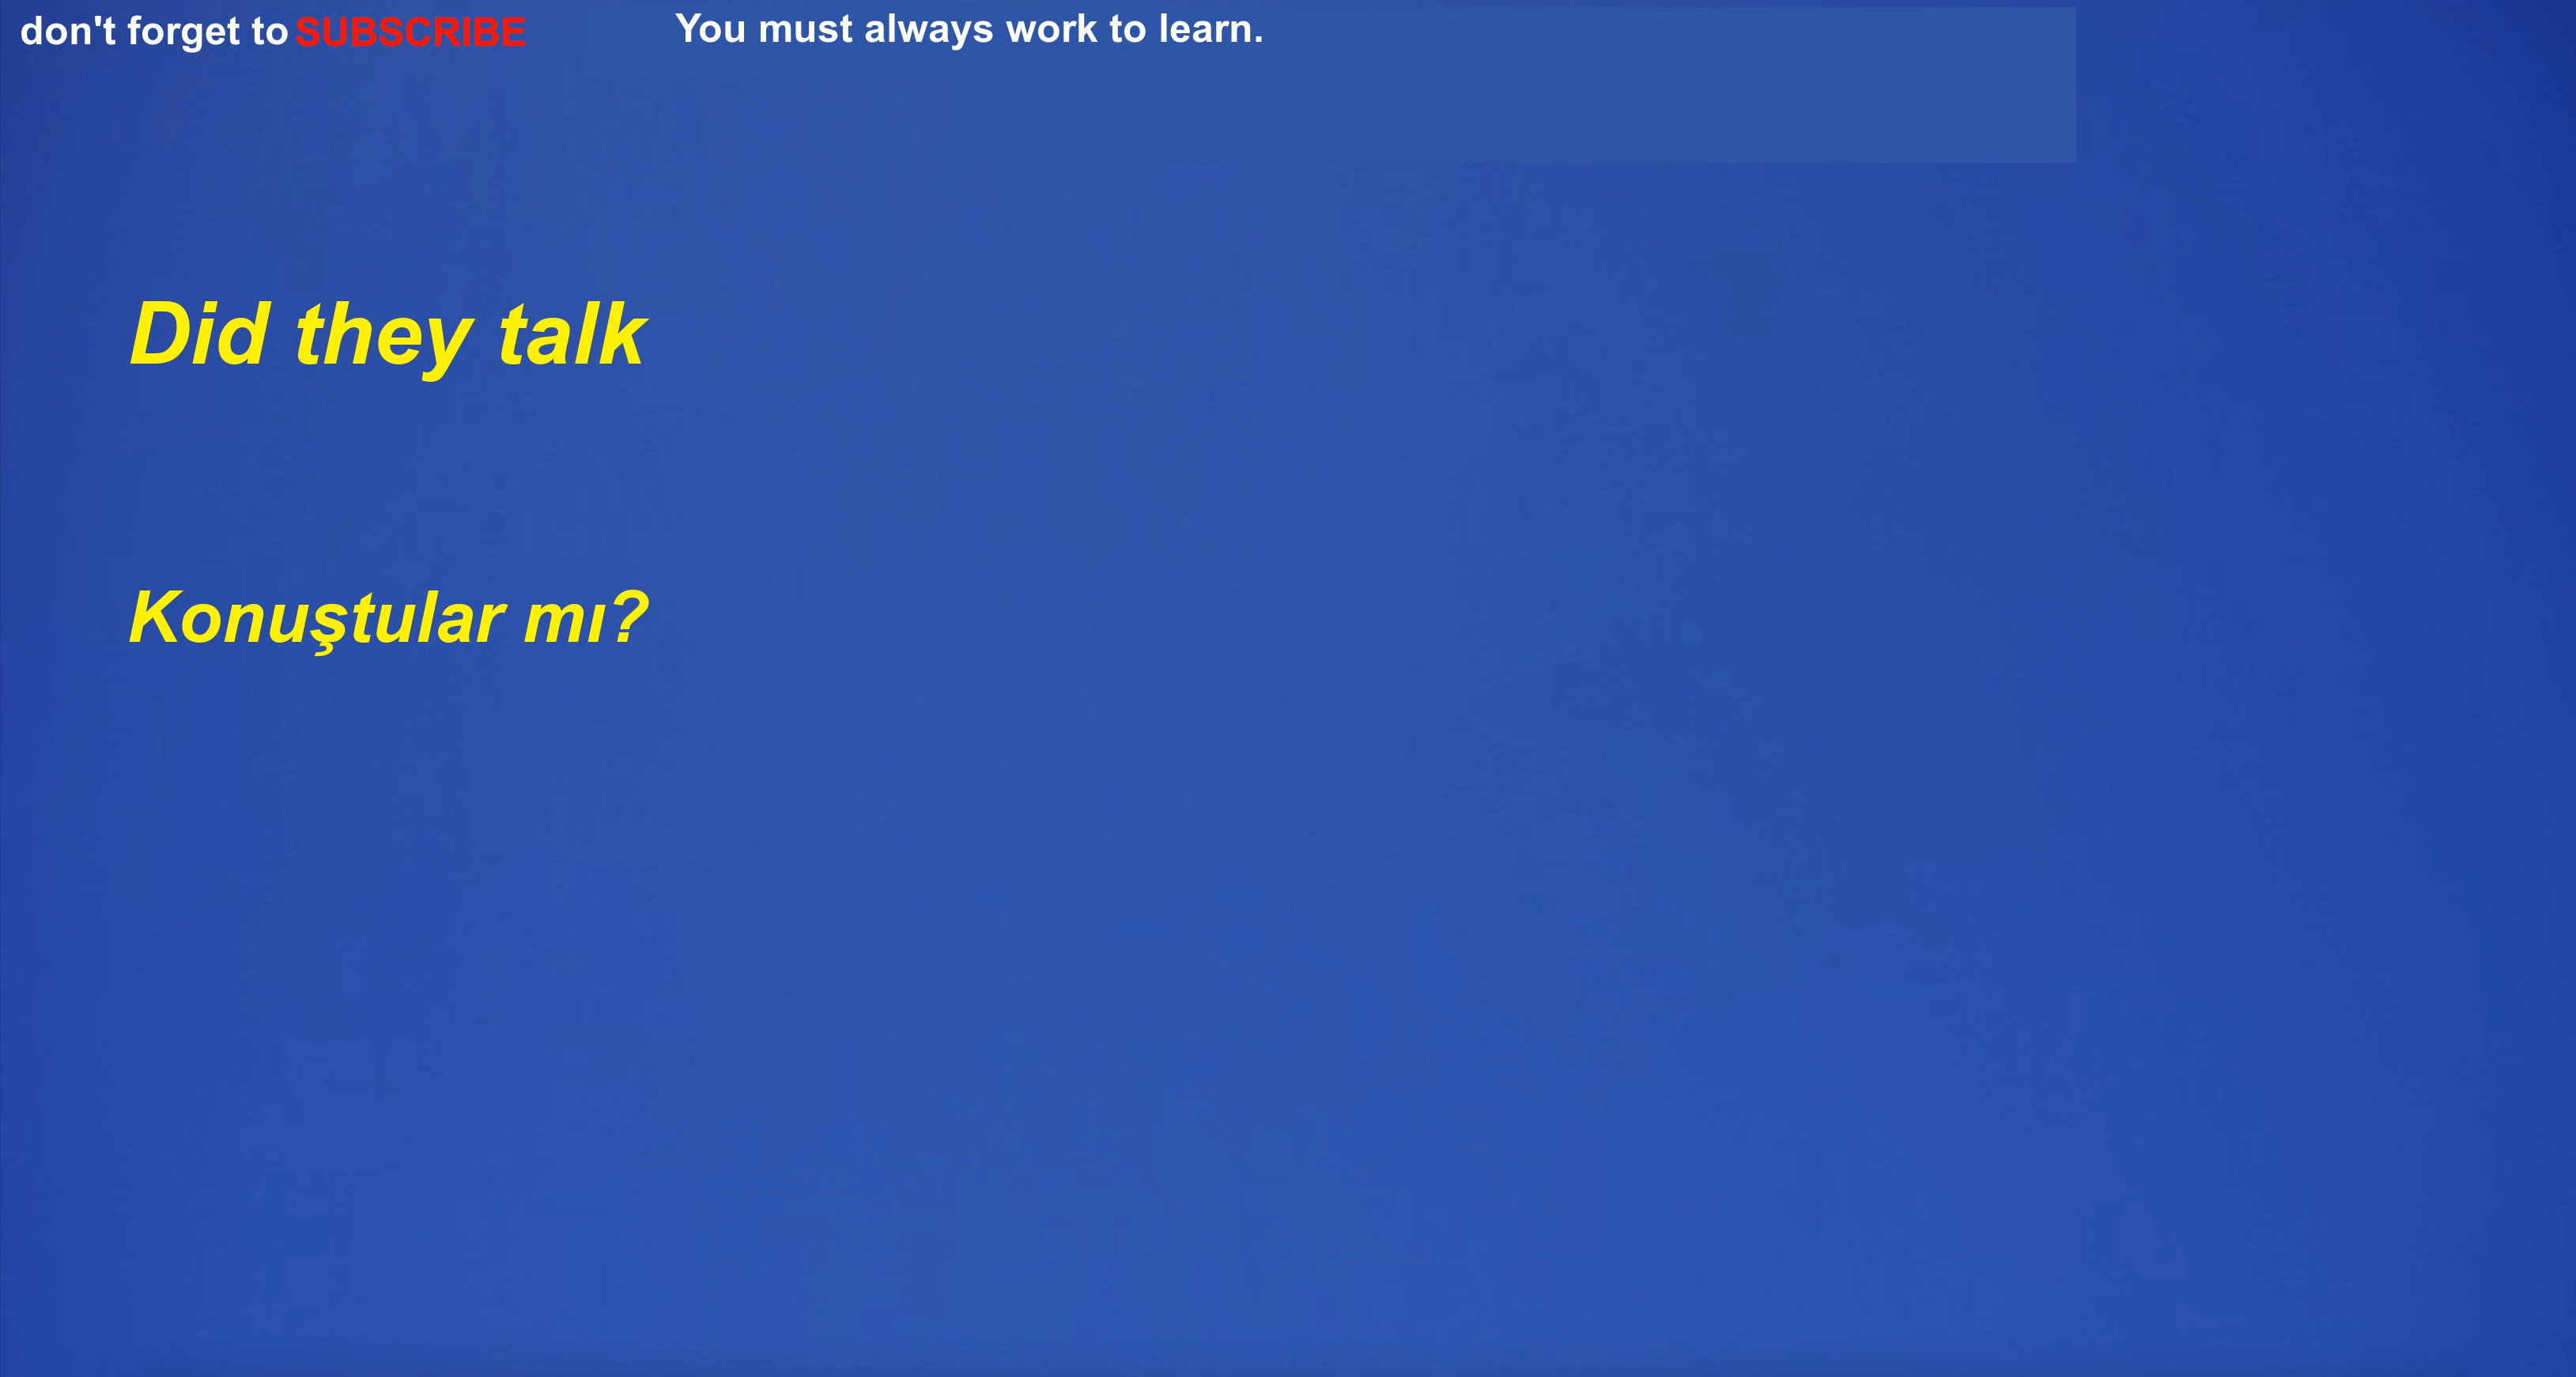 don't forget to SUBSCRIBE You must always work to learn.
Did they talk
Konuştular mı?